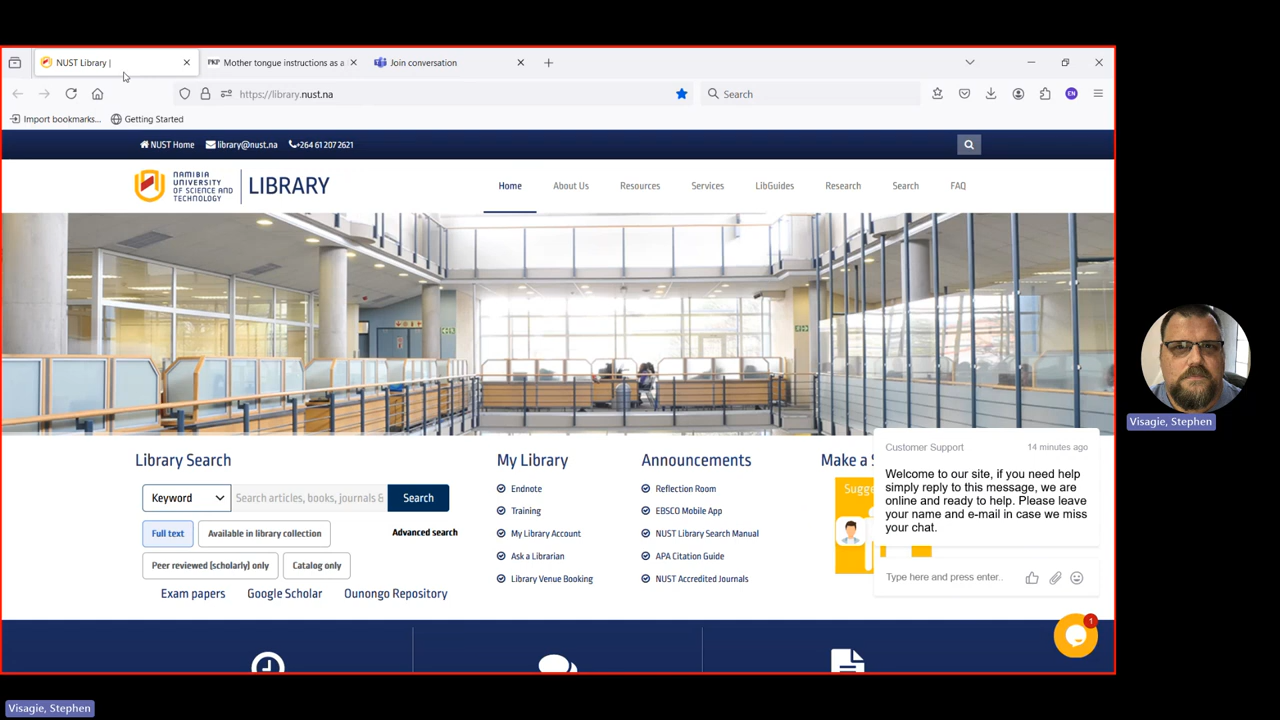 NUST Library |
PKP Mother tongue instructions as a
Join conversation
https://library.nust.na
Search
Import bookmarks...
Getting Started
NUST Home
library@nust.na
+264 61 207 2621
NAMIBIA
UNIVERSITY
OF SCIENCE AND
TECHNOLOGY
LIBRARY
Home
About Us
Resources
Services
LibGuides
Research
Search
FAQ
Library Search
Keyword
Search articles, books, journals &
Search
Full text
Available in library collection
Advanced search
Peer reviewed (scholarly) only
Catalog only
Exam papers
Google Scholar
Ounongo Repository
My Library
Endnote
Training
My Library Account
Ask a Librarian
Library Venue Booking
Announcements
Reflection Room
EBSCO Mobile App
NUST Library Search Manual
APA Citation Guide
NUST Accredited Journals
Make a S
Sugge
Customer Support
14 minutes ago
Welcome to our site, if you need help
simply reply to this message, we are
online and ready to help. Please leave
your name and e-mail in case we miss
your chat.
Type here and press enter..
1
EN
Visagie, Stephen
Visagie, Stephen